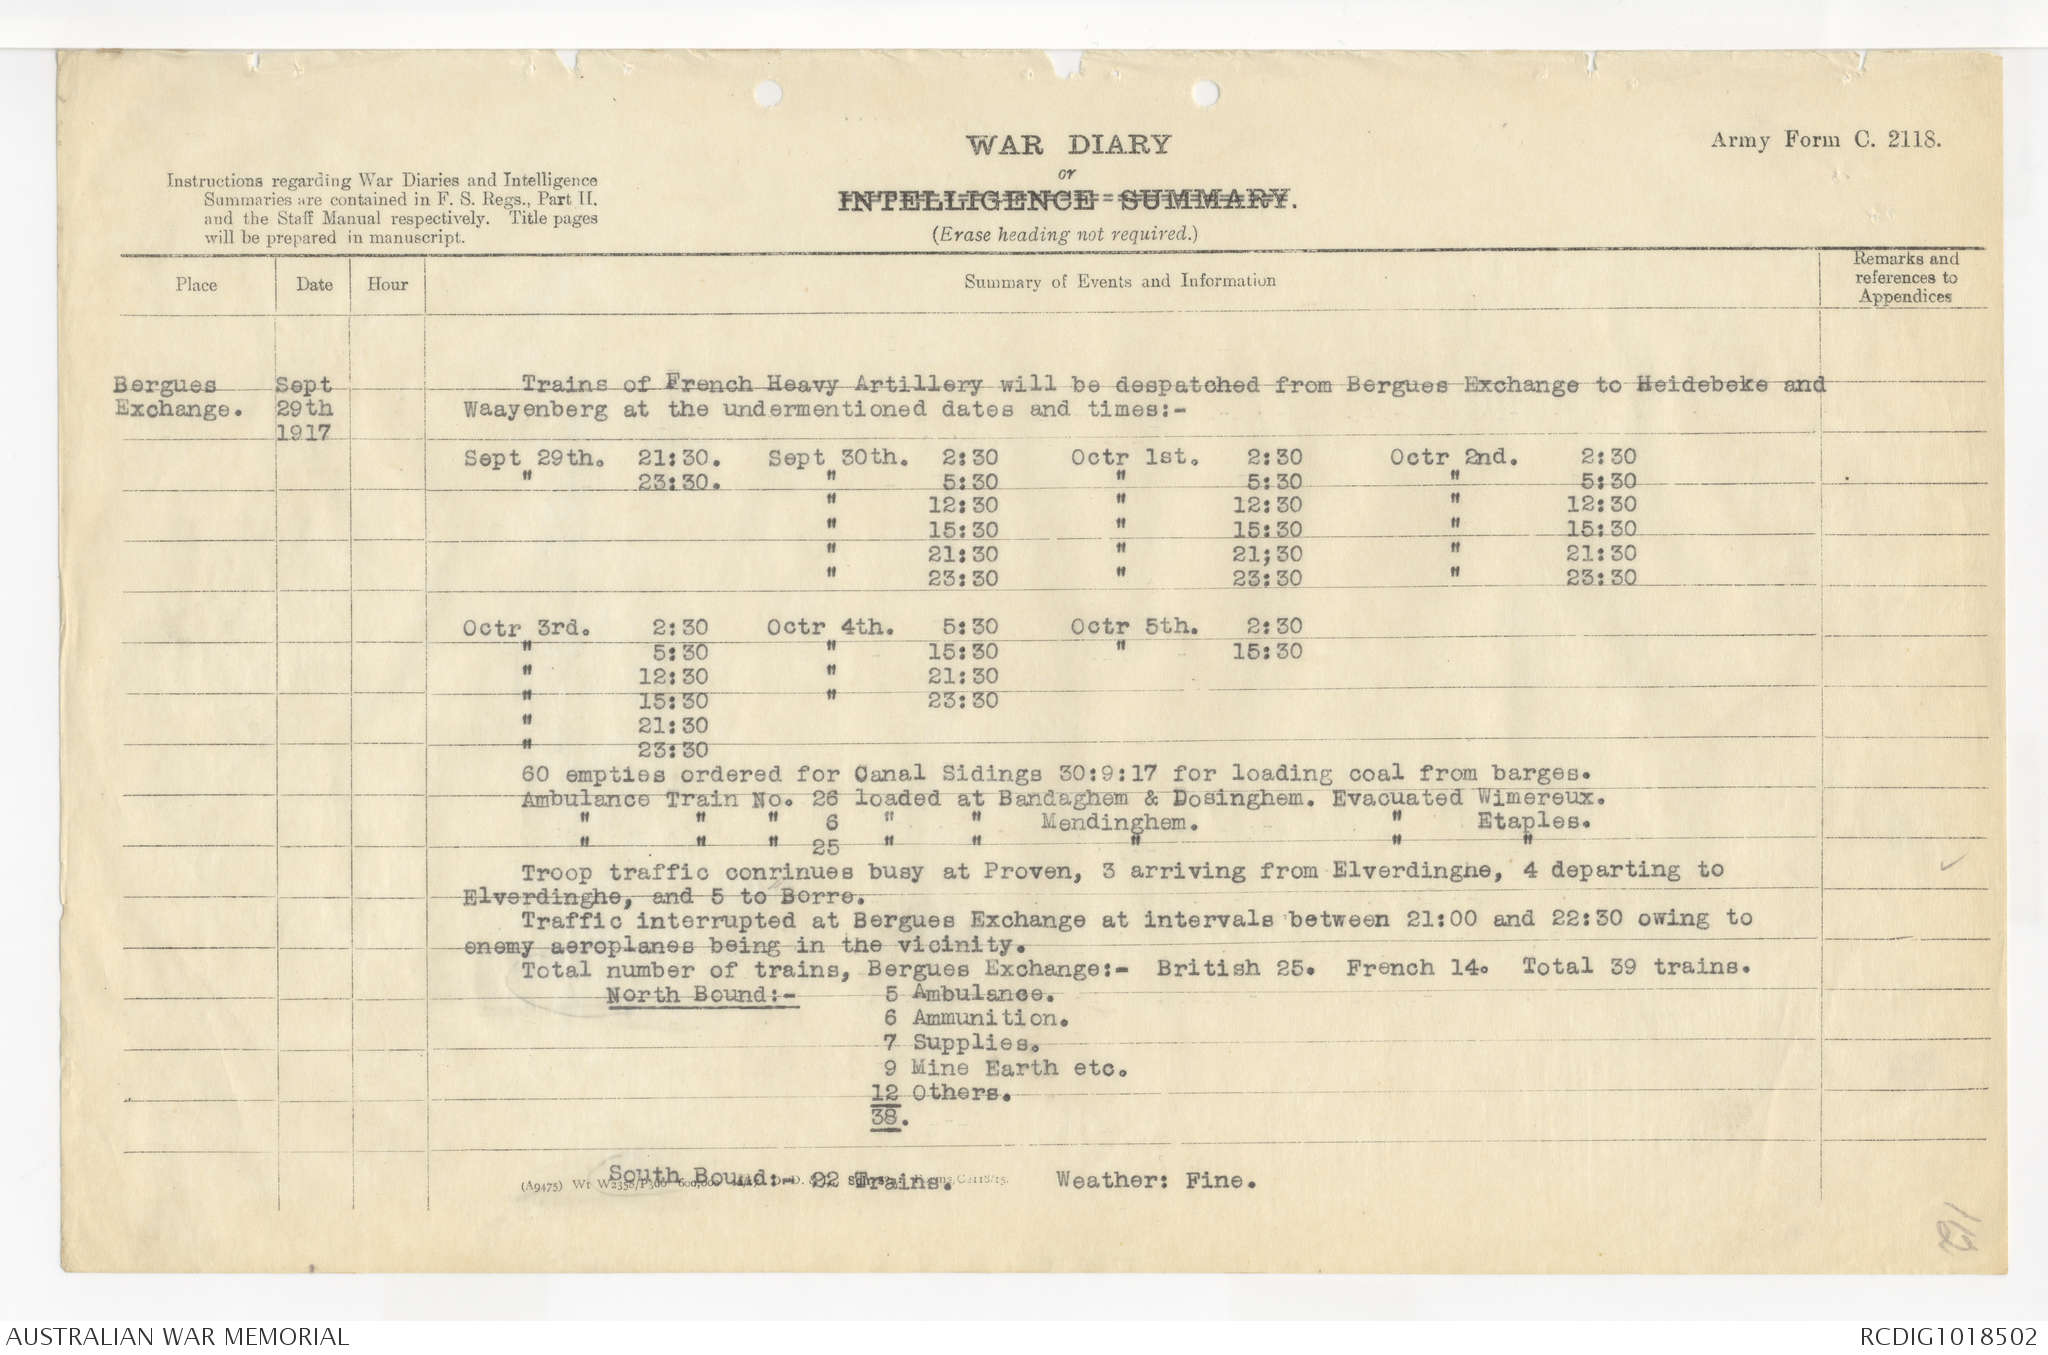 WAR DIARY
or
INTELLIGENCE SUMMARY.
(Erase heading not required.)
Army Form C. 2118.
Instructions regarding War Diaries and Intelligence
Summaries are contained in F. S. Regs., Part II.
and the Staff Manual respectively. Title pages
will be prepared in manuscript.
Place Date Hour Summary of Events and Information Remarks and
references to
Appendices
Bergues Sept Trains of French Heavy Artillery will be despatched from Bergues Exchange to Heidebeke and
Exchange. 29th Waayenberg at the undermentioned dates and times:-
1917
Sept 29th. 21:30. Sept 30th. 2:30 Octr 1st. 2:30 Octr 2nd. 2:30
" 23:30. " 5:30 " 5:30 " 5:30
" 12:30 " 12:30 " 12:30
" 15:30 " 15:30 " 15:30
" 21:30 " 21;30 " 21:30
" 23:30 " 23:30 " 23:30
Octr 3rd. 2:30 Octr 4th. 5:30 Octr 5th. 2:30
" 5:30 " 15:30 " 15:30
" 12:30 " 21:30
" 15:30 " 23:30
" 21:30
" 23:30
60 empties ordered for Canal Sidings 30:9:17 for loading coal from barges.
Ambulance Train No. 26 loaded at Bandaghem & Dosinghem. Evacuated Wimereux.
" " " 6 " " Mendinghem. " Etaples.
" " " 25 " " " " "
Troop traffic conrinues busy at Proven, 3 arriving from Elverdinghe, 4 departing to
Elverdinghe, and 5 to Borre.
Traffic interrupted at Bergues Exchange at intervals between 21:00 and 22:30 owing to
enemy aeroplanes being in the vicinity.
Total number of trains, Bergues Exchange:- British 25. French 14. Total 39 trains.
North Bound:- 5 Ambulance.
6 Ammunition.
7 Supplies.
9 Mine Earth etc.
12 Others.
38.
South Bound:- 22 Trains. Weather: Fine.
(A9475) Wt
AUSTRALIAN WAR MEMORIAL
RCDIG1018502